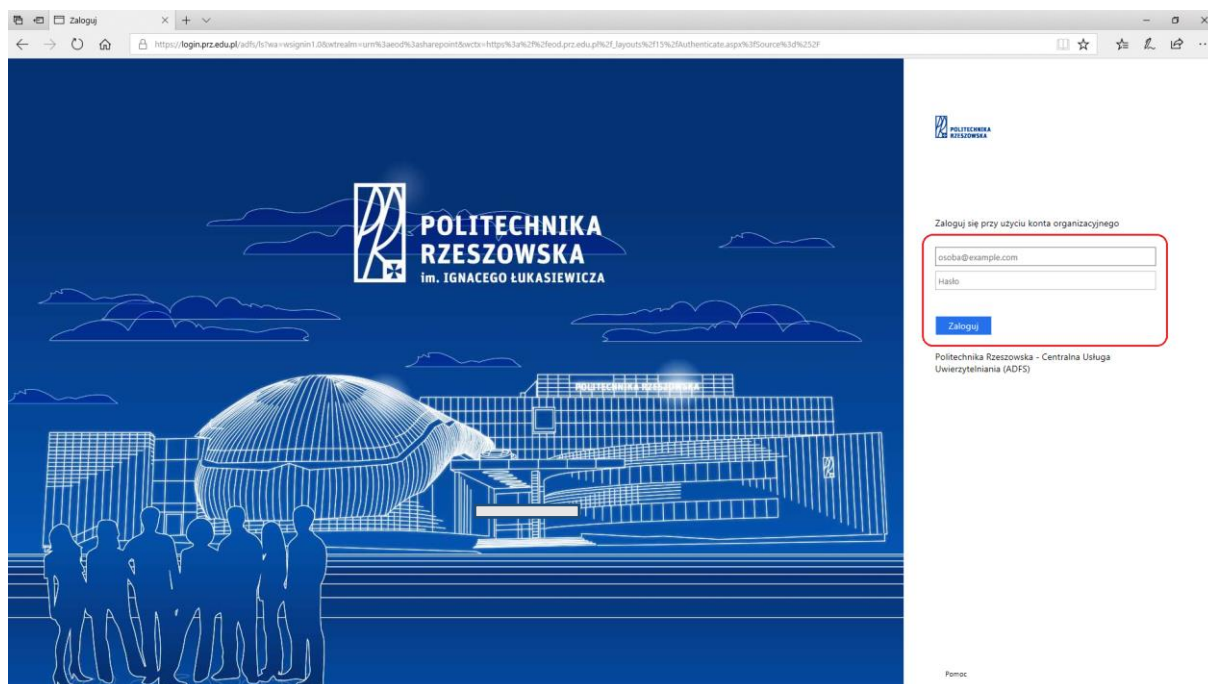 Zaloguj
https://login.prz.edu.pl/adfs/ls?wa=wsignin1.0&wtrealm=urn%3aeod%3asharepoint&wctx=https%3a%2f%2feod.prz.edu.pl%2f_layouts%2f15%2fAuthenticate.aspx%3fSource%3d%252F
POLITECHNIKA
RZESZOWSKA
im. IGNACEGO ŁUKASIEWICZA
POLITECHNIKA RZESZOWSKA
POLITECHNIKA
RZESZOWSKA
Zaloguj się przy użyciu konta organizacyjnego
osoba@example.com
Hasło
Zaloguj
Politechnika Rzeszowska - Centralna Usługa
Uwierzytelniania (ADFS)
Pomoc